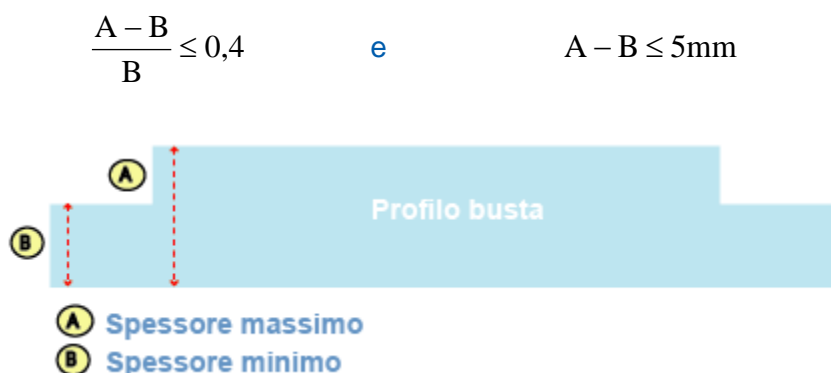 (A – B) / B ≤ 0,4 e A – B ≤ 5mm
A
Profilo busta
B
A Spessore massimo
B Spessore minimo